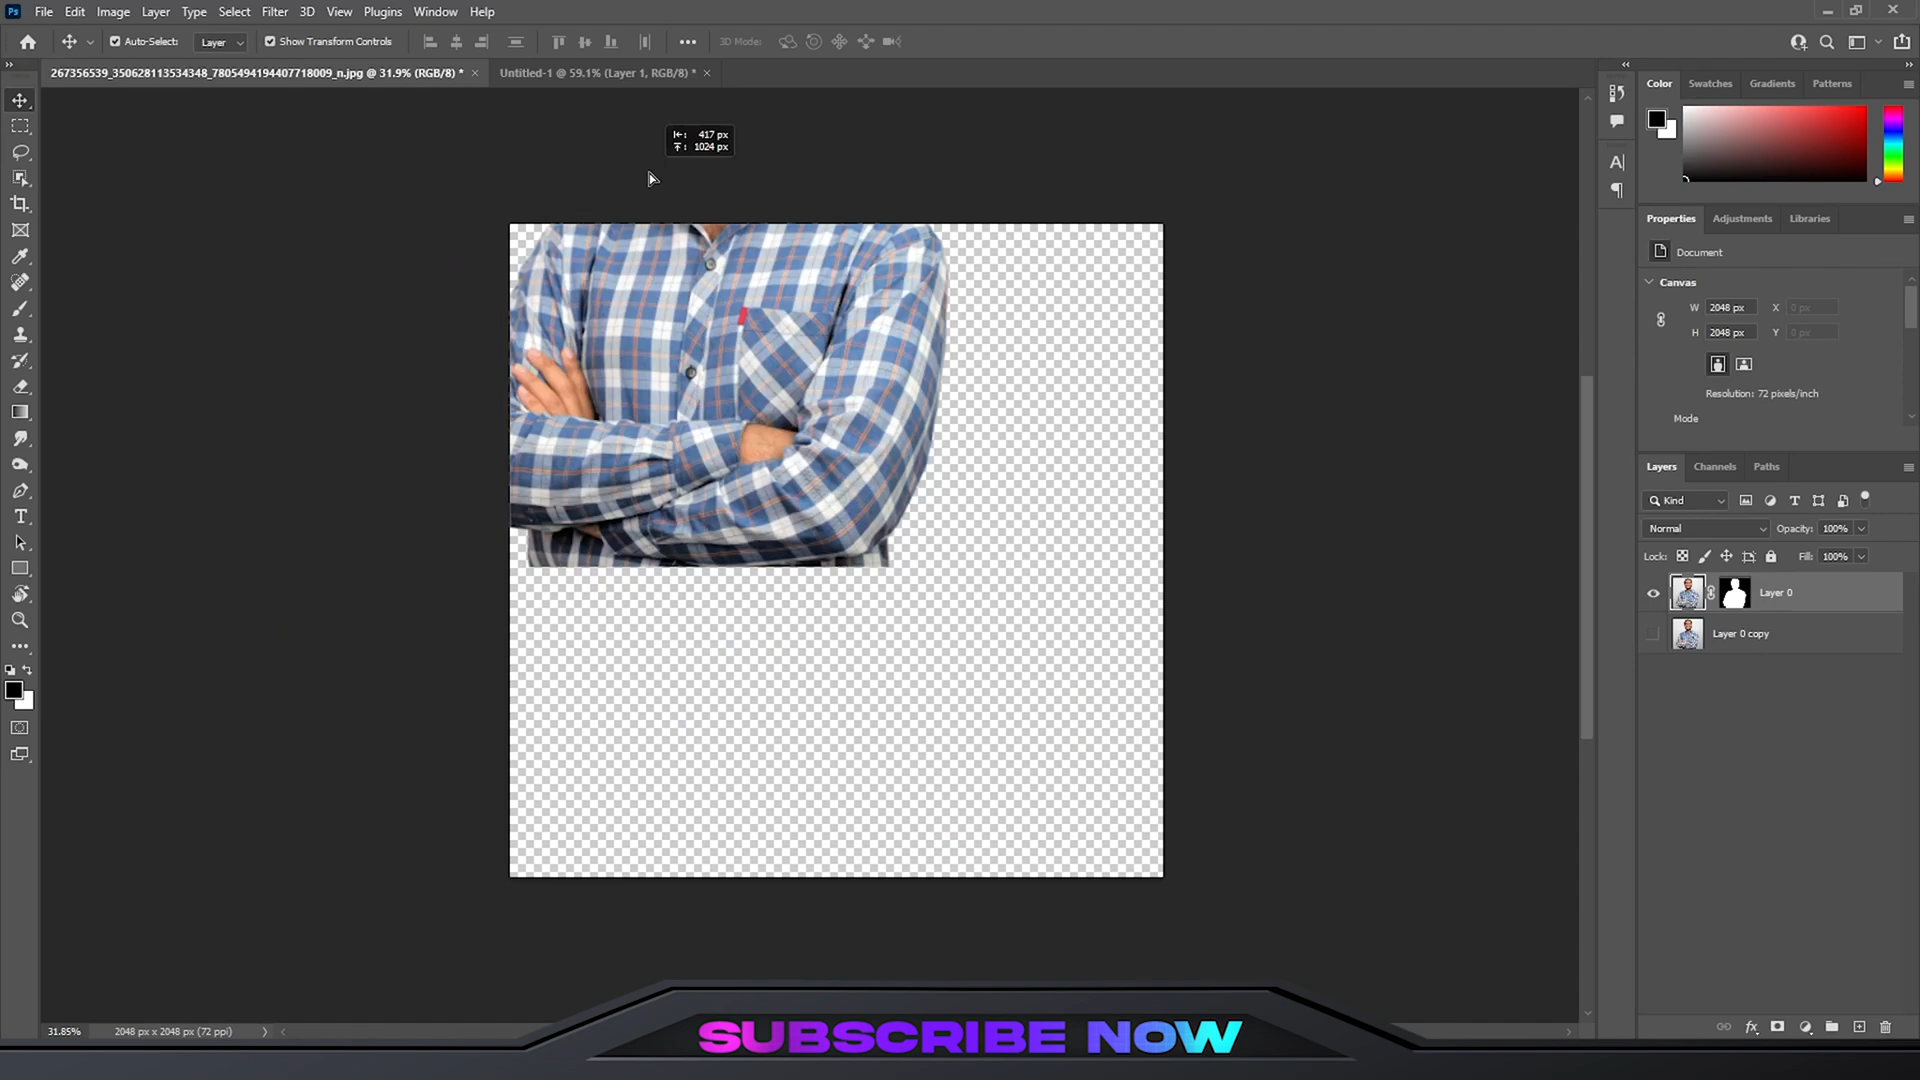 Ps File Edit Image Layer Type Select Filter 3D View Plugins Window Help
Auto-Select: Layer Show Transform Controls 3D Mode:
267356539_350628113534348_7805494194407718009_n.jpg @ 31.9% (RGB/8) * × Untitled-1 @ 59.1% (Layer 1, RGB/8) * ×
417 px
1024 px
Color Swatches Gradients Patterns
Properties Adjustments Libraries
Document
Canvas
W 2048 px X 0 px
H 2048 px Y 0 px
Resolution: 72 pixels/inch
Mode
Layers Channels Paths
Kind
Normal Opacity: 100%
Lock: Fill: 100%
Layer 0
Layer 0 copy
31.85% 2048 px x 2048 px (72 ppi)
SUBSCRIBE NOW